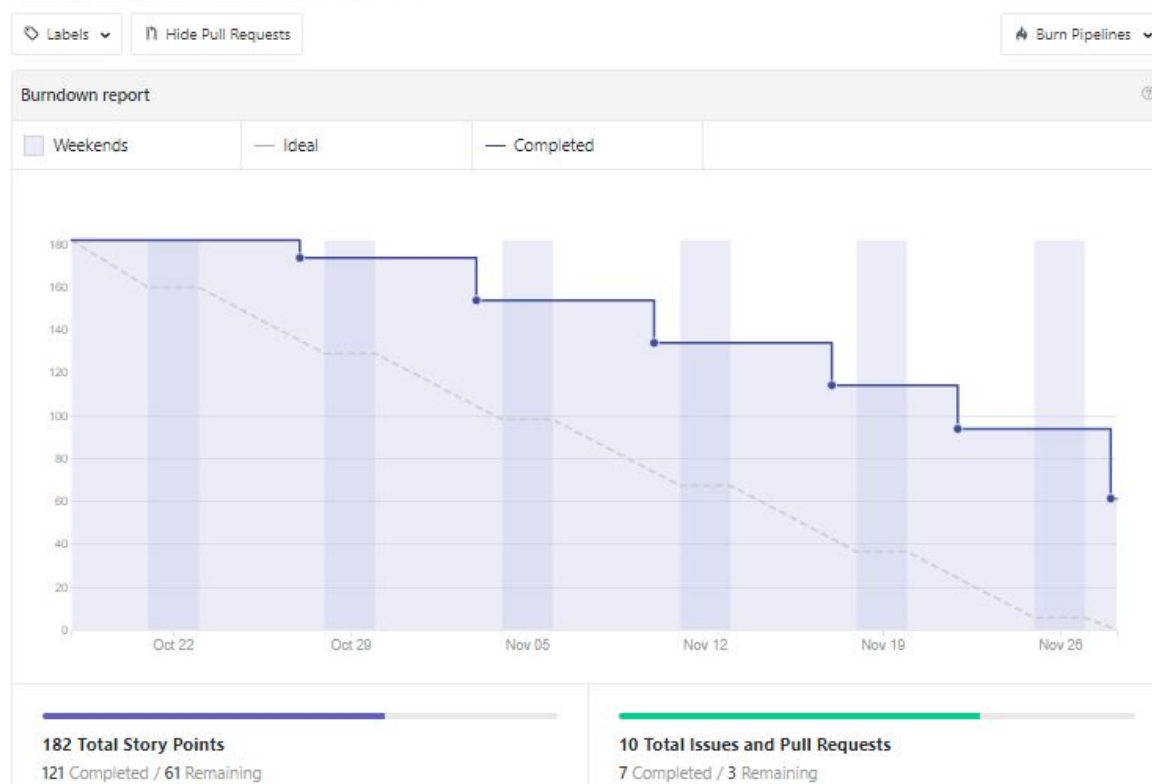 Labels Hide Pull Requests Burn Pipelines
Burndown report
Weekends Ideal Completed
180
160
140
120
100
80
60
40
20
0
Oct 22 Oct 29 Nov 05 Nov 12 Nov 19 Nov 26
182 Total Story Points 10 Total Issues and Pull Requests
121 Completed / 61 Remaining 7 Completed / 3 Remaining